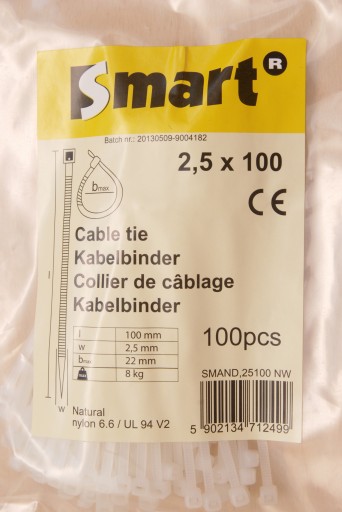 Smart®
Batch nr.: 20130509-9004182
2,5 x 100
bmax
CE
l
w
Cable tie
Kabelbinder
Collier de câblage
Kabelbinder
l 100 mm
w 2,5 mm
bmax 22 mm
max 8 kg
100pcs
SMAND,25100 NW
Natural
nylon 6.6 / UL 94 V2
5 902134 712499